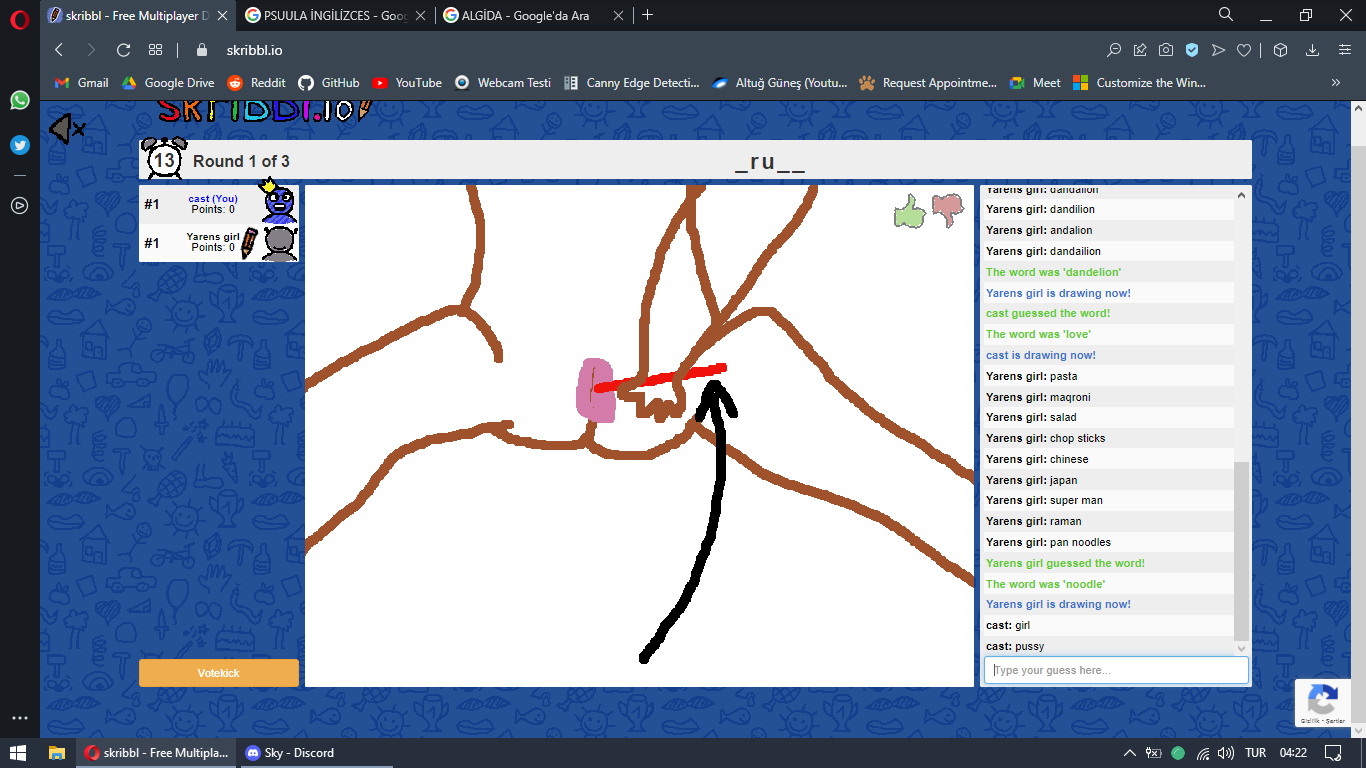 skribbl - Free Multiplayer D
PSUULA İNGİLİZCES - Goog
ALGİDA - Google'da Ara
skribbl.io
Gmail
Google Drive
Reddit
GitHub
YouTube
Webcam Testi
Canny Edge Detecti...
Altuğ Güneş (Youtu...
Request Appointme...
Meet
Customize the Win...
SKRIBBL.IO
13
Round 1 of 3
_ru__
#1
cast (You)
Points: 0
#1
Yarens girl
Points: 0
Votekick
Yarens girl: dandalion
Yarens girl: dandilion
Yarens girl: andalion
Yarens girl: dandailion
The word was 'dandelion'
Yarens girl is drawing now!
cast guessed the word!
The word was 'love'
cast is drawing now!
Yarens girl: pasta
Yarens girl: maqroni
Yarens girl: salad
Yarens girl: chop sticks
Yarens girl: chinese
Yarens girl: japan
Yarens girl: super man
Yarens girl: raman
Yarens girl: pan noodles
Yarens girl guessed the word!
The word was 'noodle'
Yarens girl is drawing now!
cast: girl
cast: pussy
Type your guess here...
Gizlilik - Şartlar
skribbl - Free Multipla...
Sky - Discord
TUR
04:22